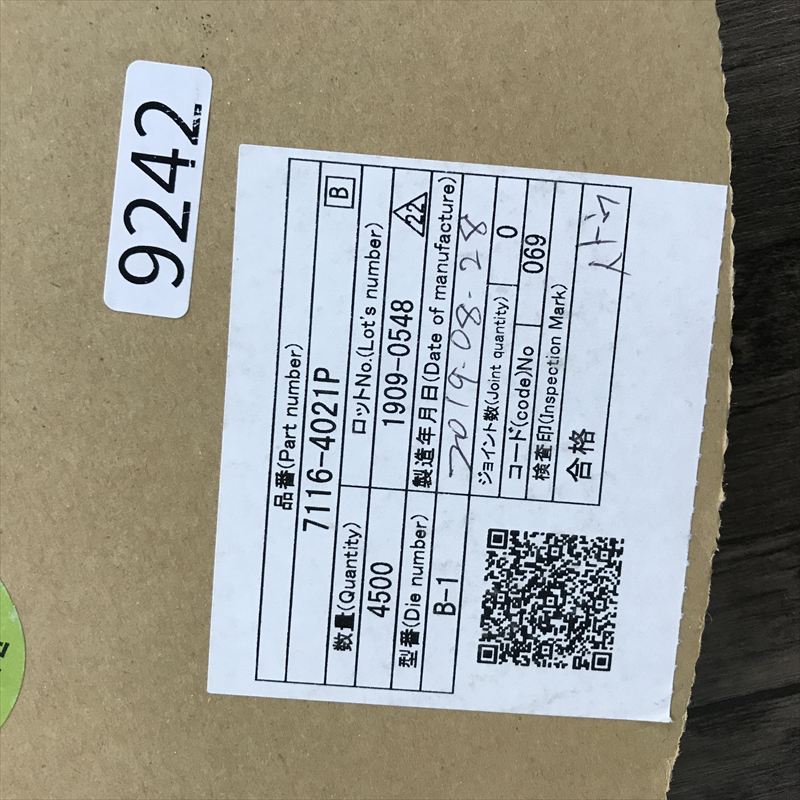 9242
品番(Part number)
7116-4021P
B
数量(Quantity)
ロットNo.(Lot's number)
4500
1909-0548
22
型番(Die number)
製造年月日(Date of manufacture)
B-1
2019-08-28
ジョイント数(Joint quantity)
0
コード(code)No
069
検査印(Inspection Mark)
合格